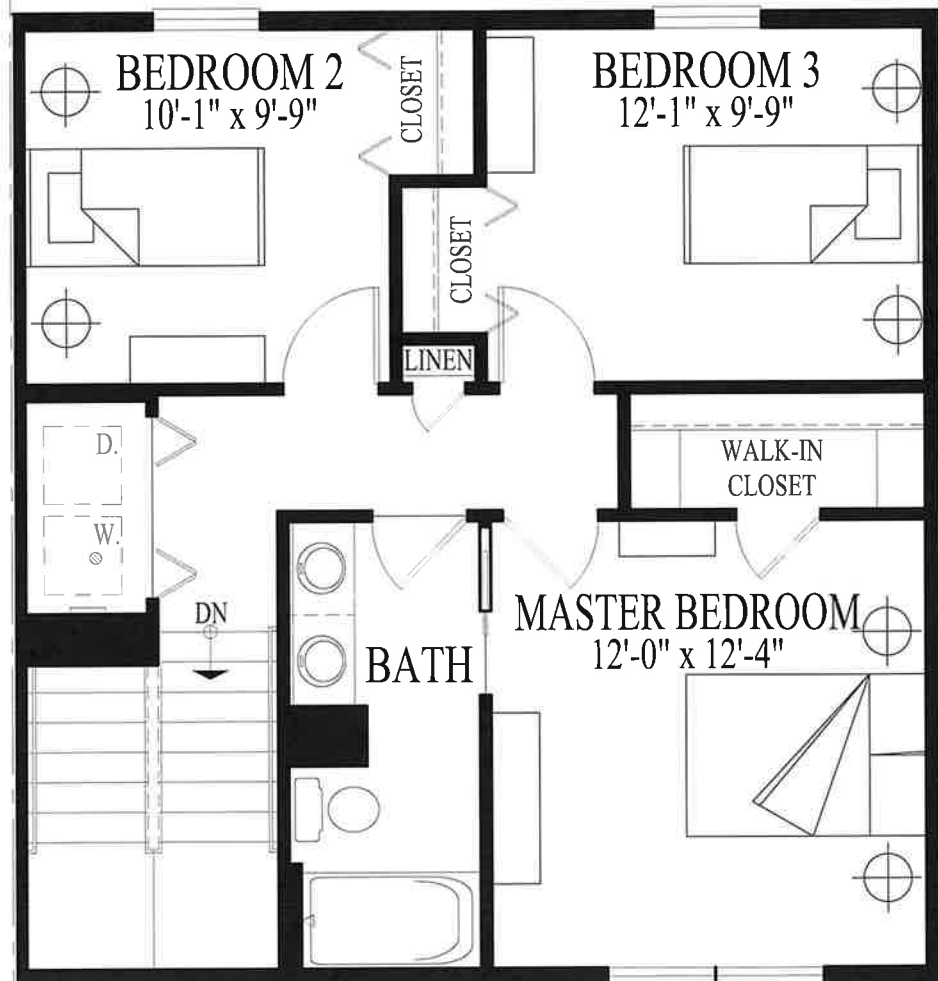 BEDROOM 2
10'-1" x 9'-9"
CLOSET
BEDROOM 3
12'-1" x 9'-9"
CLOSET
LINEN
D.
W.
WALK-IN
CLOSET
DN
BATH
MASTER BEDROOM
12'-0" x 12'-4"